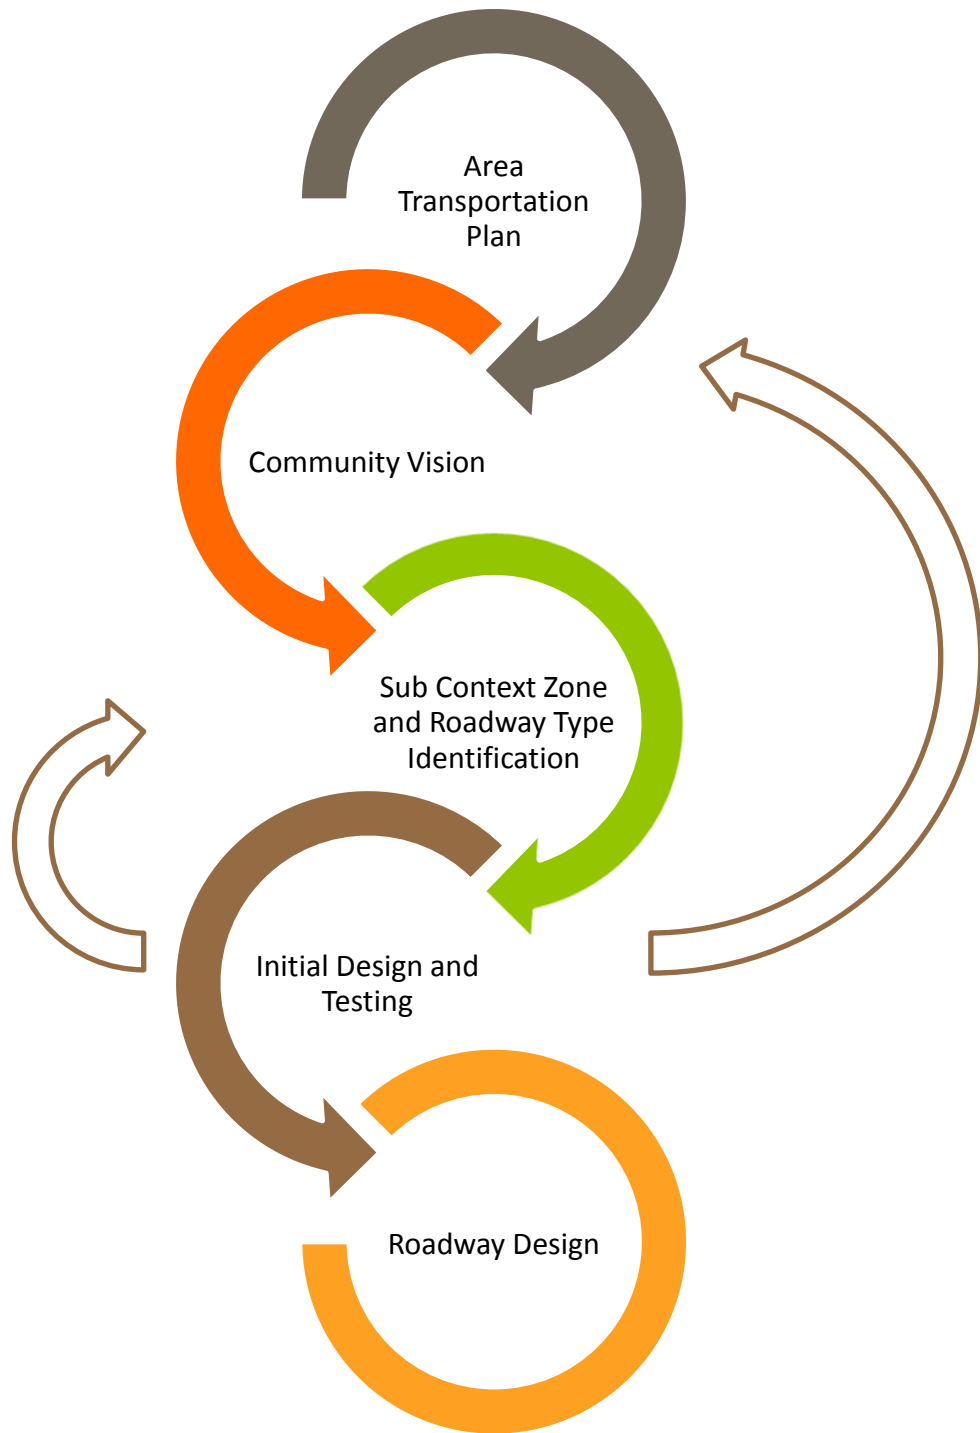 Area
Transportation
Plan
Community Vision
Sub Context Zone
and Roadway Type
Identification
Initial Design and
Testing
Roadway Design